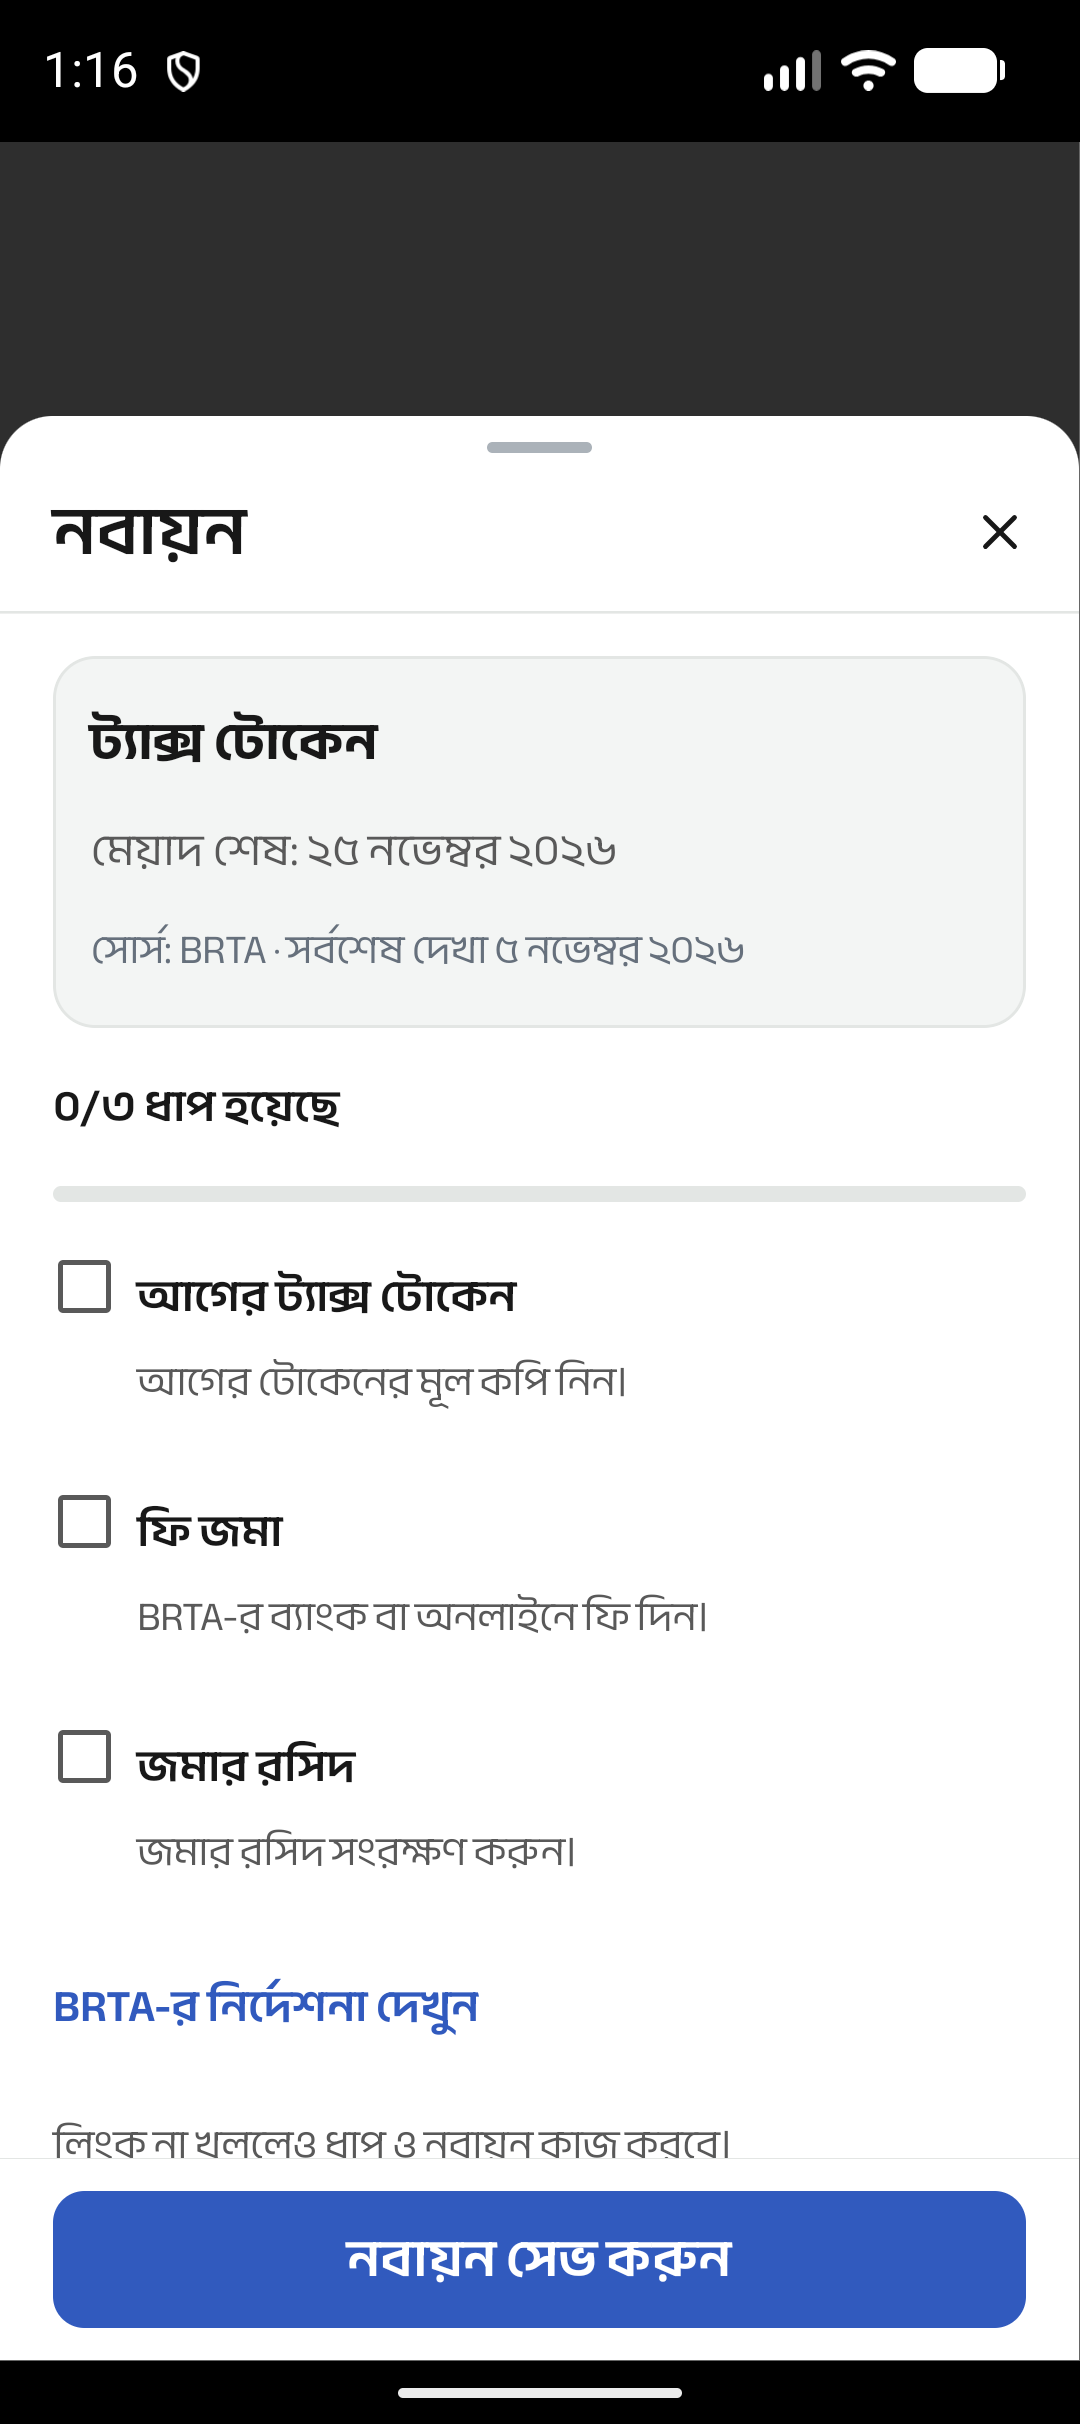 1:16
নবায়ন
ট্যাক্স টোকেন
মেয়াদ শেষ: ২৫ নভেম্বর ২০২৬
সোর্স: BRTA · সর্বশেষ দেখা ৫ নভেম্বর ২০২৬
০/৩ ধাপ হয়েছে
আগের ট্যাক্স টোকেন
আগের টোকেনের মূল কপি নিন।
ফি জমা
BRTA-র ব্যাংক বা অনলাইনে ফি দিন।
জমার রসিদ
জমার রসিদ সংরক্ষণ করুন।
BRTA-র নির্দেশনা দেখুন
লিংক না খুললেও ধাপ ও নবায়ন কাজ করবে।
নবায়ন সেভ করুন